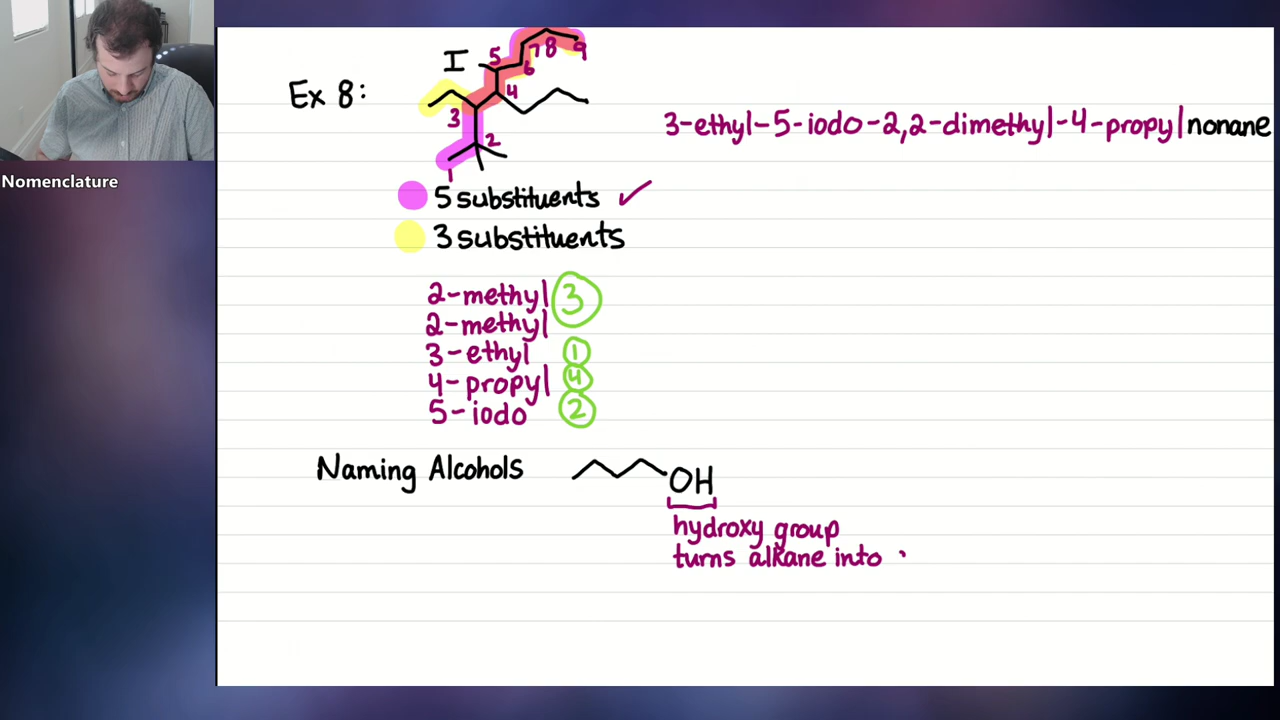 Nomenclature
Ex 8:
I
5
7
8
9
6
4
3
2
1
3-ethyl-5-iodo-2,2-dimethyl-4-propylnonane
5 substituents ✓
3 substituents
2-methyl 3
2-methyl
3-ethyl 1
4-propyl 4
5-iodo 2
Naming Alcohols
OH
hydroxy group
turns alkane into